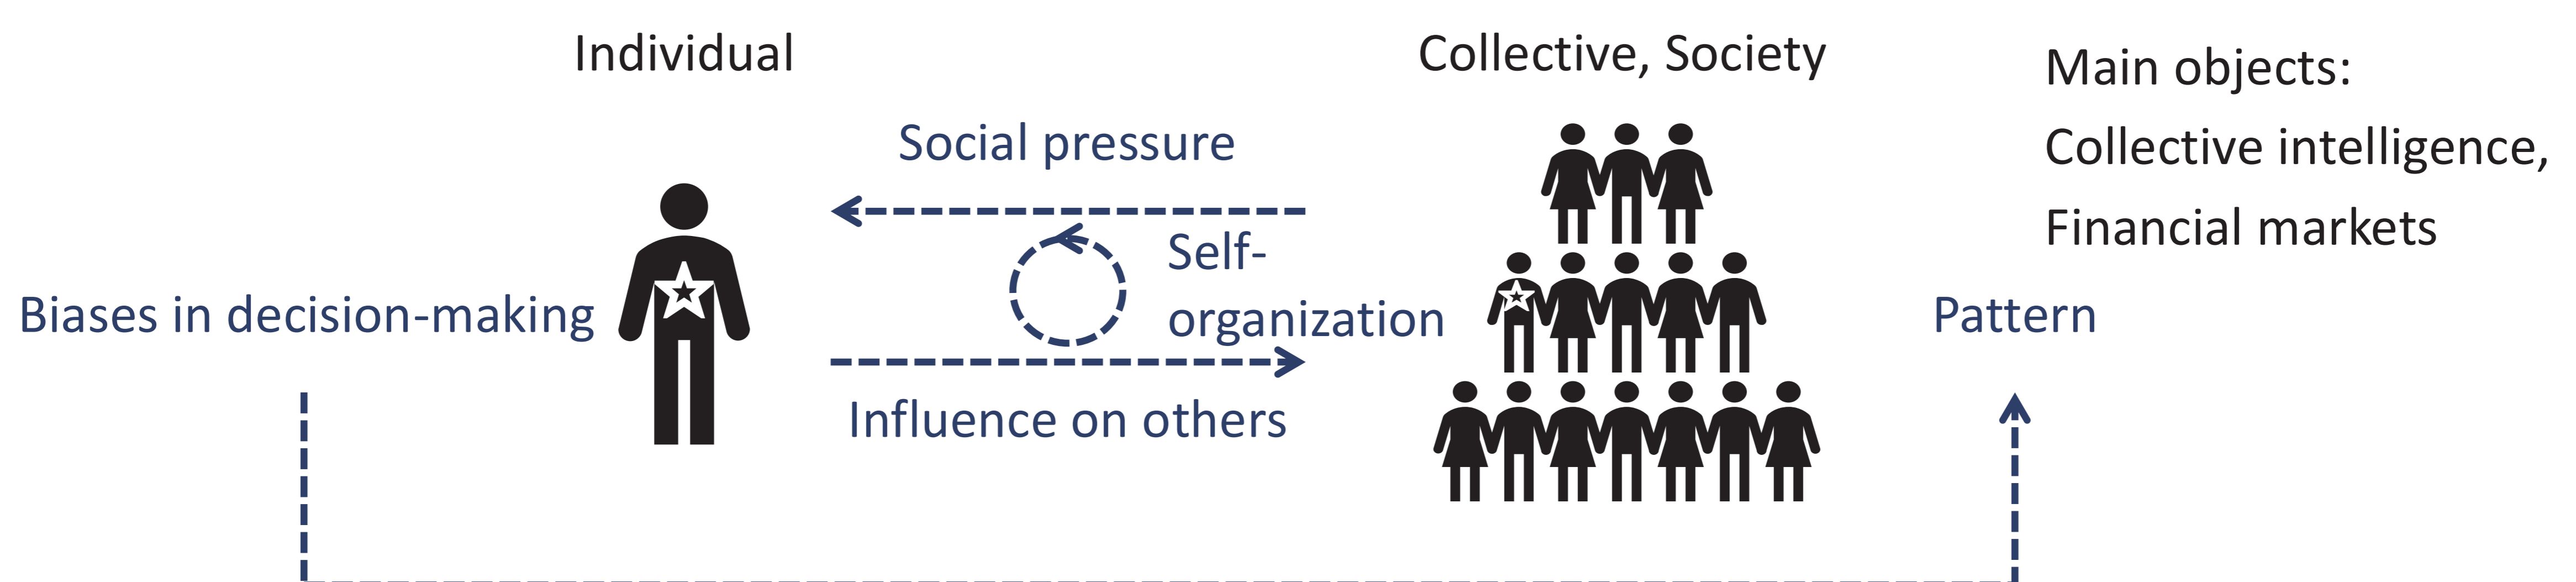 Individual
Collective, Society
Main objects:
Collective intelligence,
Financial markets
Social pressure
Self-
organization
Biases in decision-making
Pattern
Influence on others